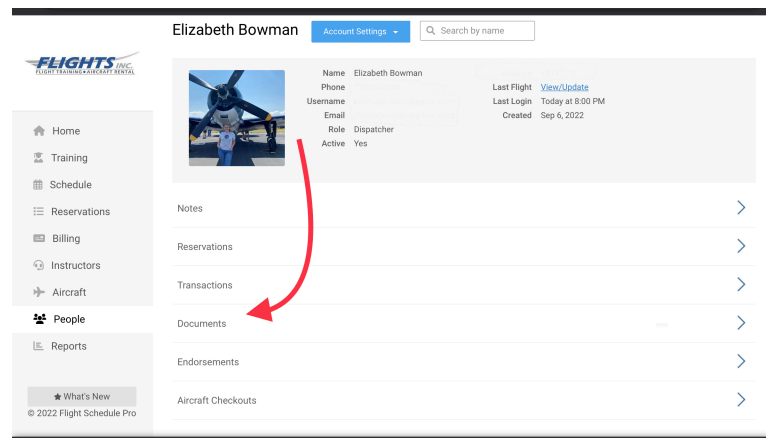 Elizabeth Bowman
Account Settings
Search by name
FLIGHTS INC.
FLIGHT TRAINING • AIRCRAFT RENTAL
Name Elizabeth Bowman
Phone
Last Flight View/Update
Username
Last Login Today at 8:00 PM
Email
Created Sep 6, 2022
Role Dispatcher
Active Yes
Home
Training
Schedule
Reservations
Billing
Instructors
Aircraft
People
Reports
What's New
© 2022 Flight Schedule Pro
Notes
Reservations
Transactions
Documents
Endorsements
Aircraft Checkouts